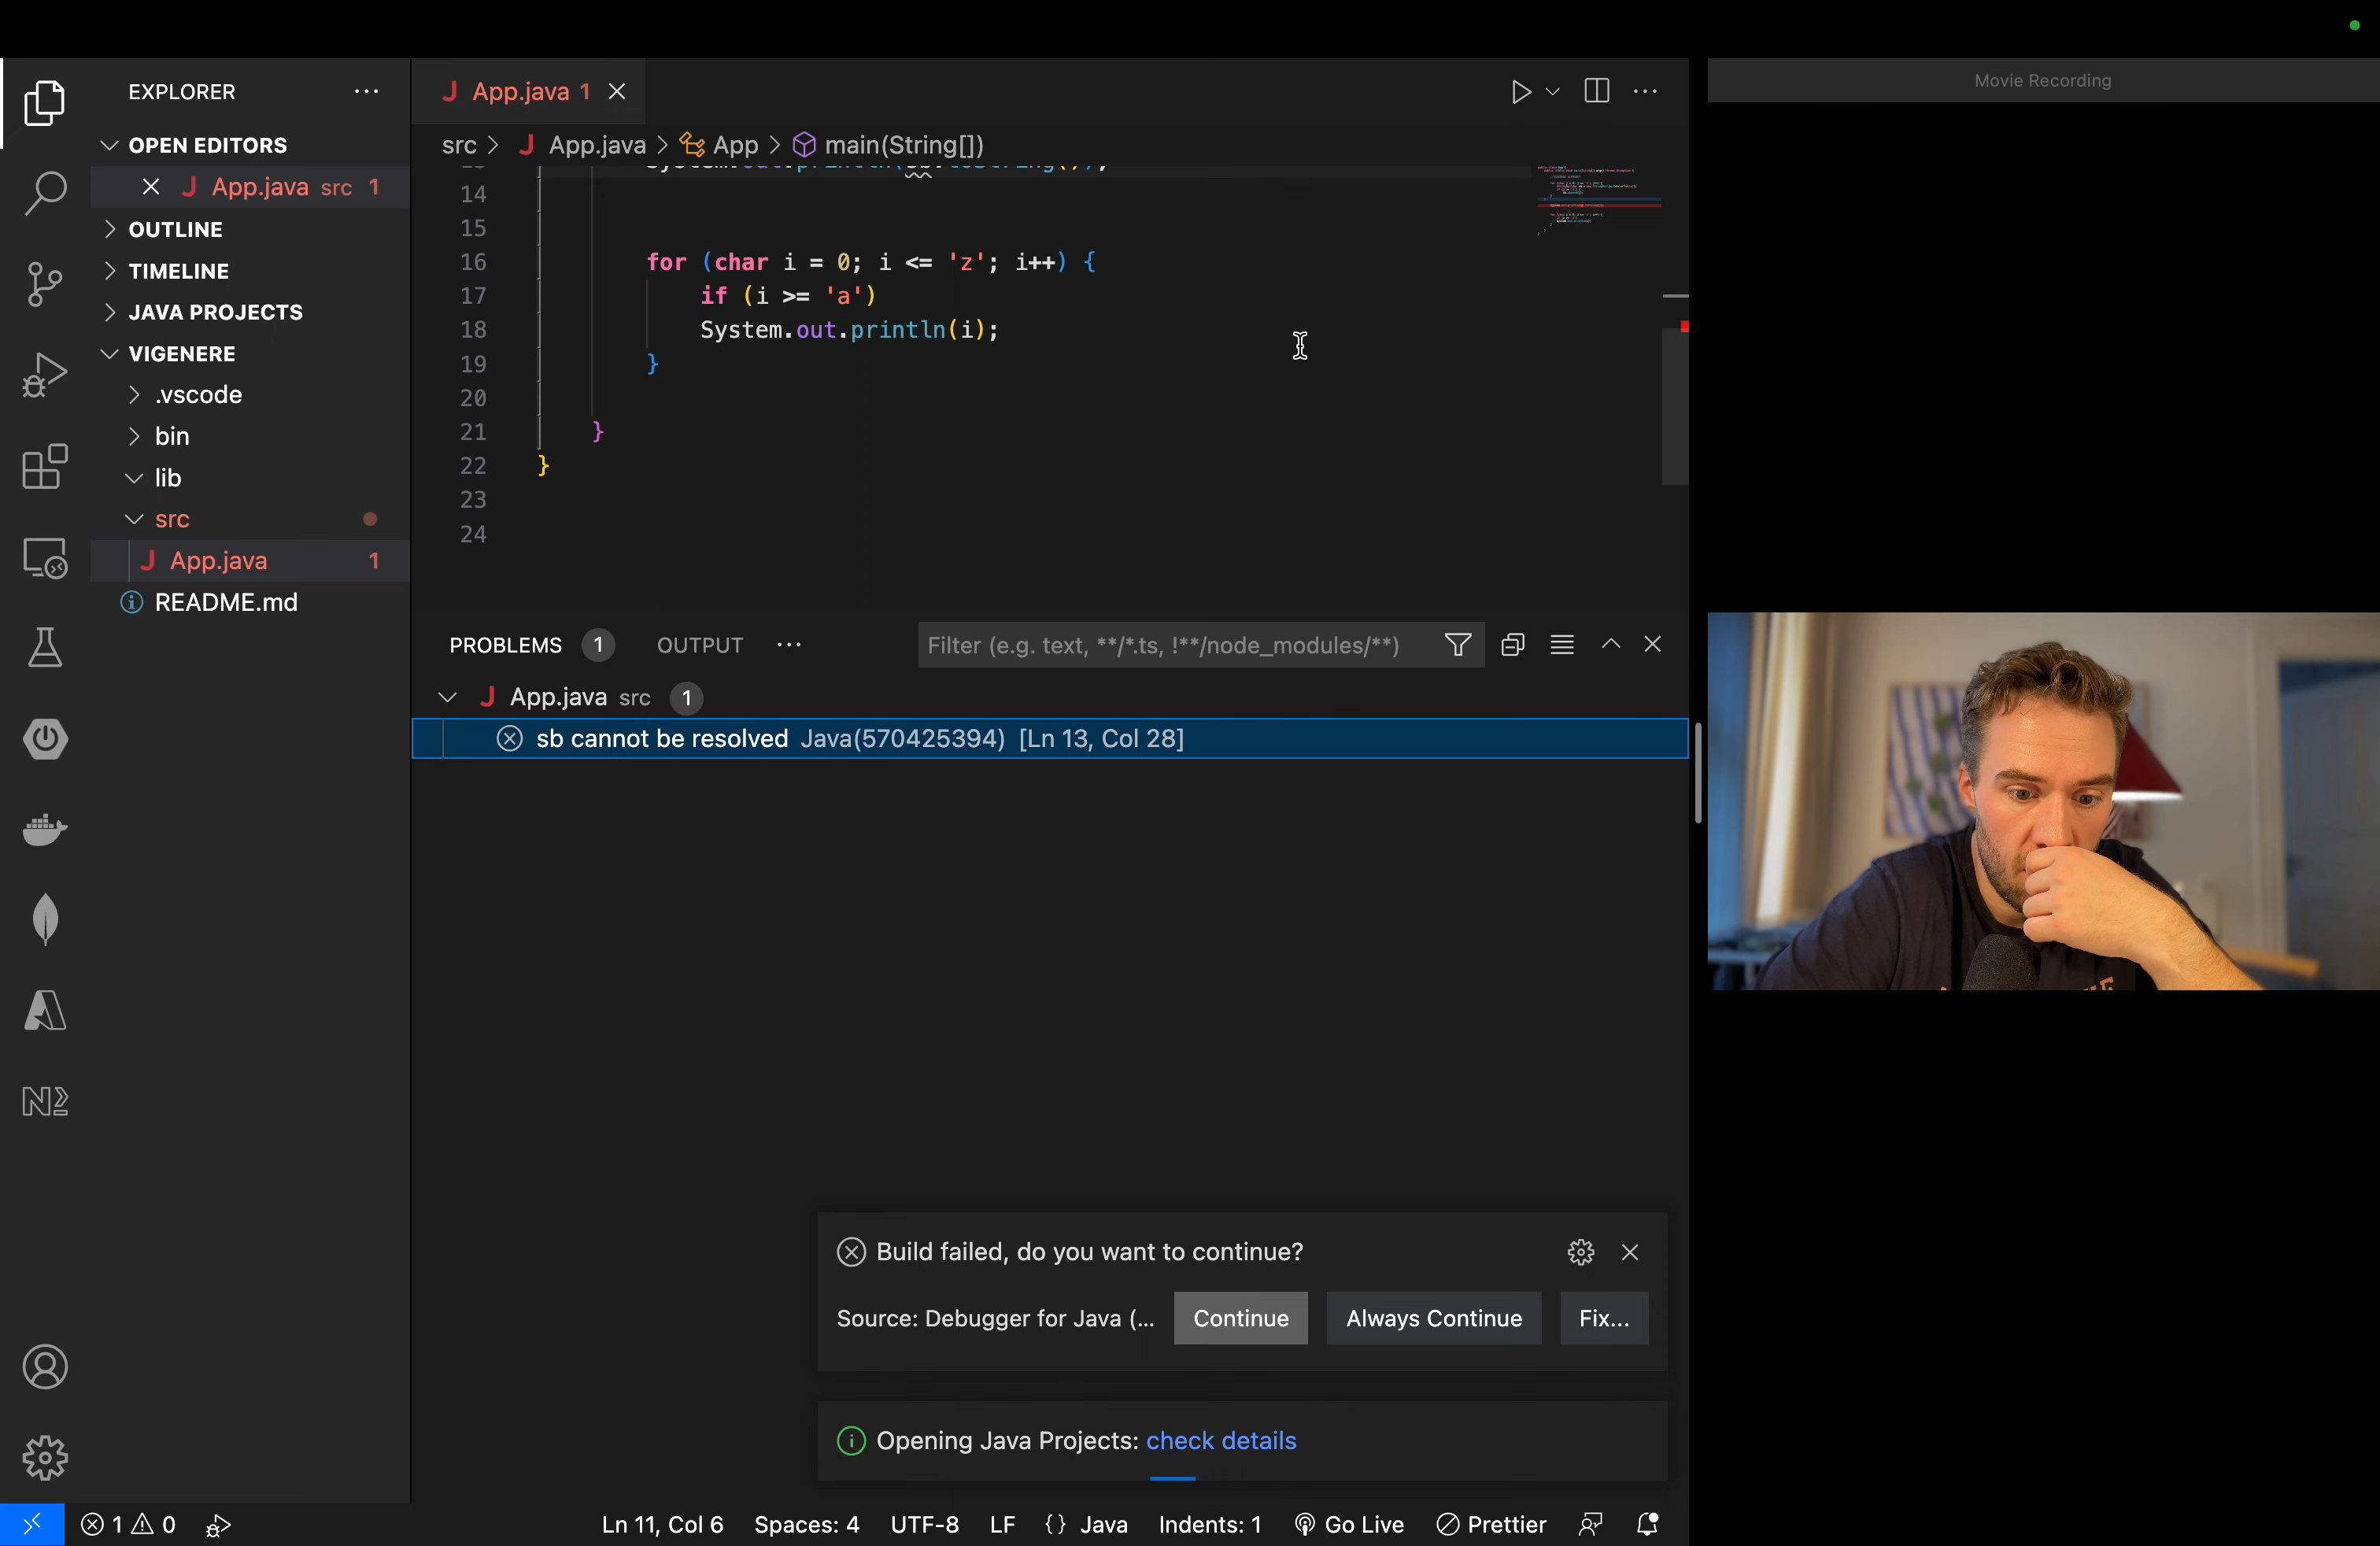 Movie Recording
EXPLORER
OPEN EDITORS
App.java src 1
OUTLINE
TIMELINE
JAVA PROJECTS
VIGENERE
.vscode
bin
lib
src
App.java 1
README.md
App.java 1
src > App.java > App > main(String[])
14
15
16 for (char i = 0; i <= 'z'; i++) {
17 if (i >= 'a')
18 System.out.println(i);
19 }
20
21 }
22 }
23
24
PROBLEMS 1 OUTPUT
Filter (e.g. text, **/*.ts, !**/node_modules/**)
App.java src 1
sb cannot be resolved Java(570425394) [Ln 13, Col 28]
Build failed, do you want to continue?
Source: Debugger for Java (... Continue Always Continue Fix...
Opening Java Projects: check details
1 0 Ln 11, Col 6 Spaces: 4 UTF-8 LF {} Java Indents: 1 Go Live Prettier